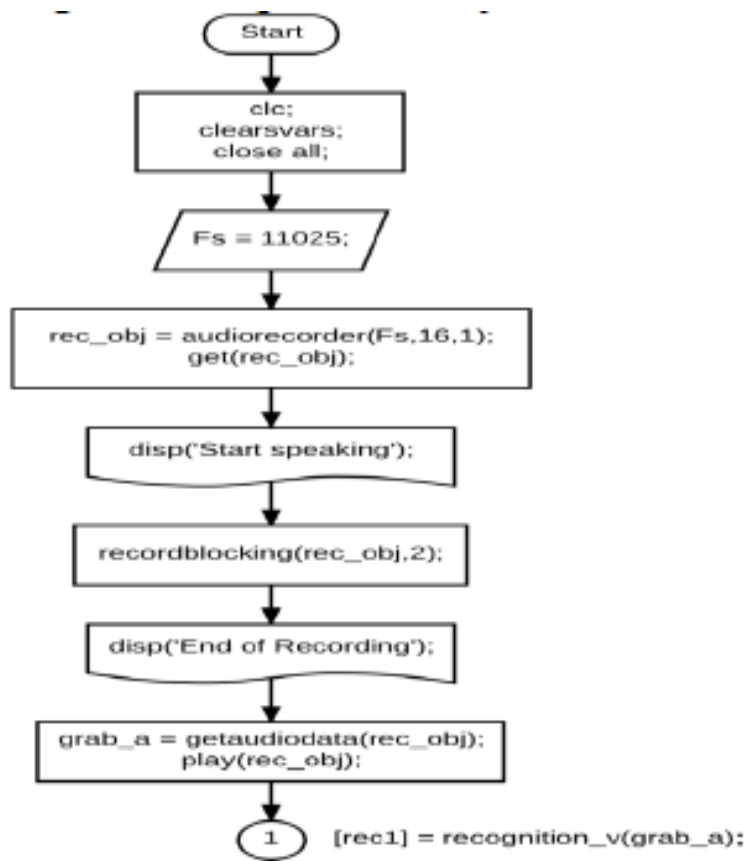 Start
clc;
clearsvars;
close all;
Fs = 11025;
rec_obj = audiorecorder(Fs,16,1);
get(rec_obj);
disp('Start speaking');
recordblocking(rec_obj,2);
disp('End of Recording');
grab_a = getaudiodata(rec_obj);
play(rec_obj);
1 [rec1] = recognition_v(grab_a);